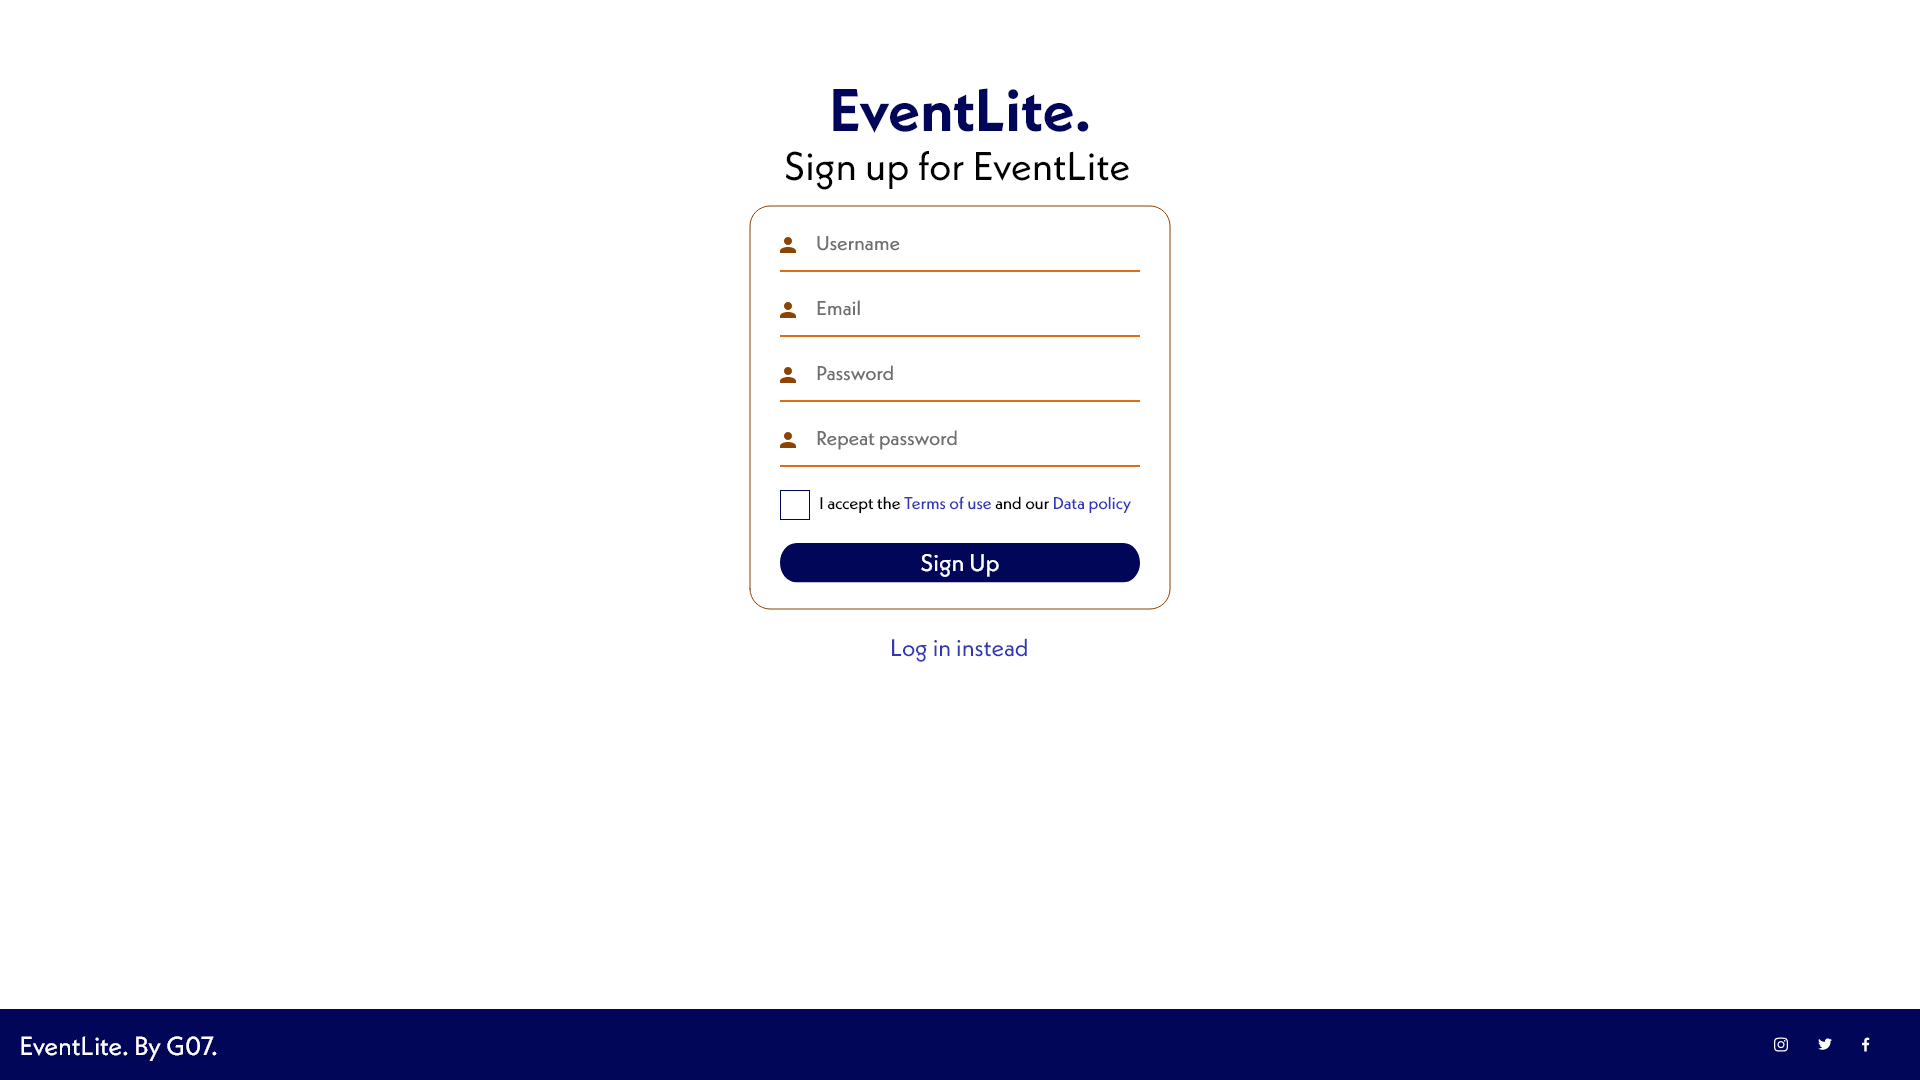 EventLite.
Sign up for EventLite
Username
Email
Password
Repeat password
I accept the Terms of use and our Data policy
Sign Up
Log in instead
EventLite. By G07.